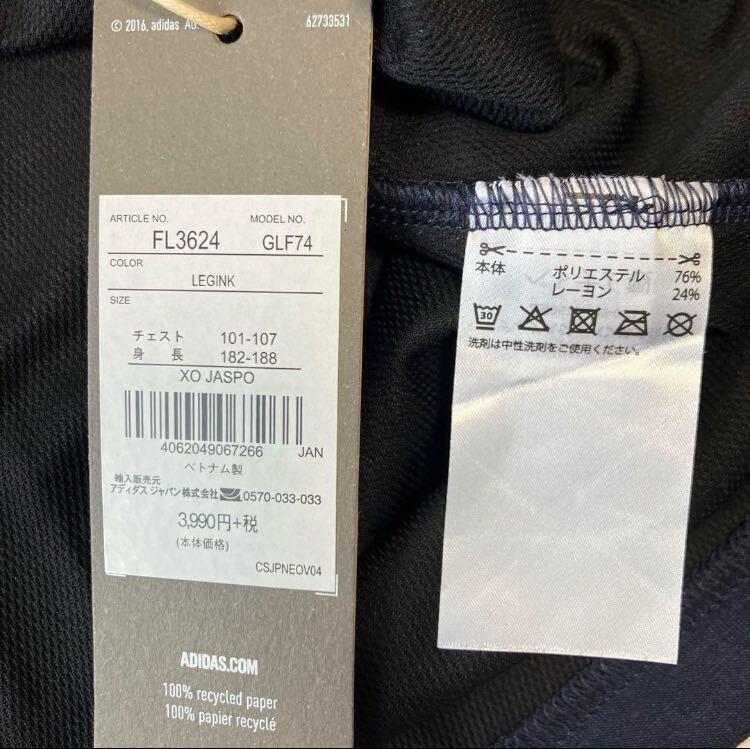 © 2016, adidas AG.
62733531
ARTICLE NO. MODEL NO.
FL3624 GLF74
COLOR
LEGINK
SIZE
チェスト 101-107
身 長 182-188
XO JASPO
4062049067266 JAN
ベトナム製
輸入販売元
アディダス ジャパン株式会社 0570-033-033
3,990円+税
(本体価格)
CSJPNEOV04
ADIDAS.COM
100% recycled paper
100% papier recyclé
本体 ポリエステル 76%
レーヨン 24%
30
洗剤は中性洗剤をご使用ください。